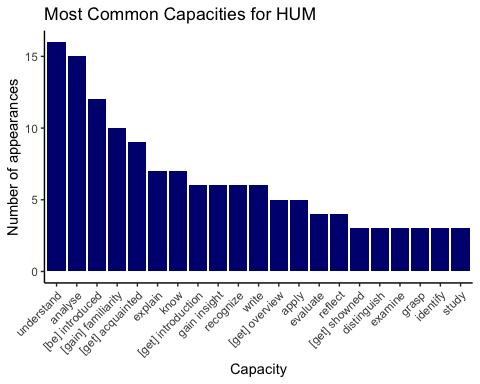 Most Common Capacities for HUM
Number of appearances
15
10
5
0
understand
analyse
[be] introduced
[gain] familiarity
[get] acquainted
explain
know
[get] introduction
gain insight
recognize
write
[get] overview
apply
evaluate
reflect
[get] showned
distinguish
examine
grasp
identify
study
Capacity